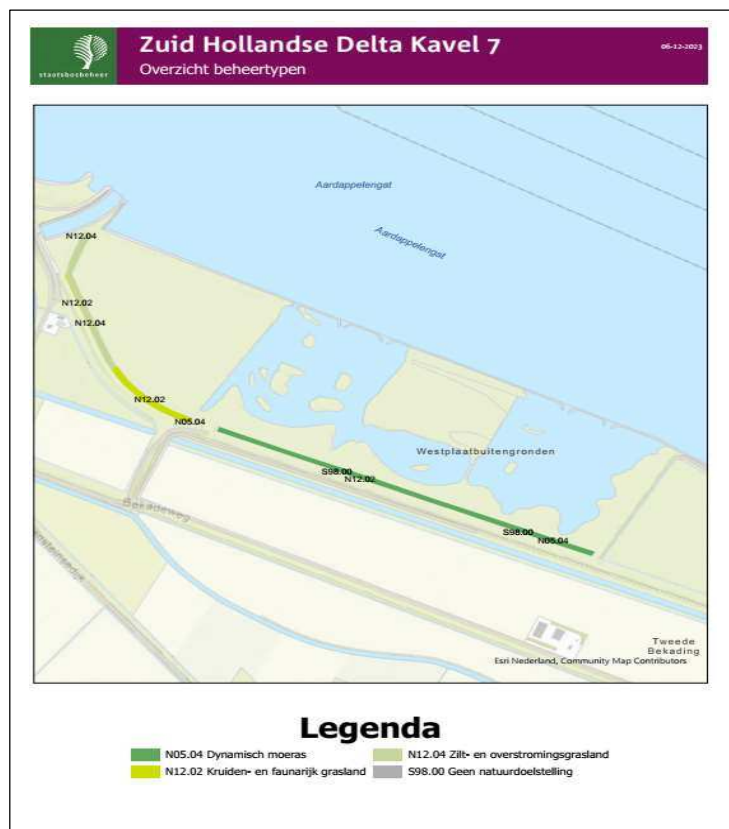 staatsbosbeheer
Zuid Hollandse Delta Kavel 7
06-12-2023
Overzicht beheertypen
Aardappelengat
Aardappelengat
N12.04
N12.02
N12.04
N12.02
N05.04
Westplaatbuitengronden
S98.00
N12.02
Bekadeweg
S98.00
N05.04
Tweede
Bekading
Esri Nederland, Community Map Contributors
Legenda
N05.04 Dynamisch moeras
N12.04 Zilt- en overstromingsgrasland
N12.02 Kruiden- en faunarijk grasland
S98.00 Geen natuurdoelstelling